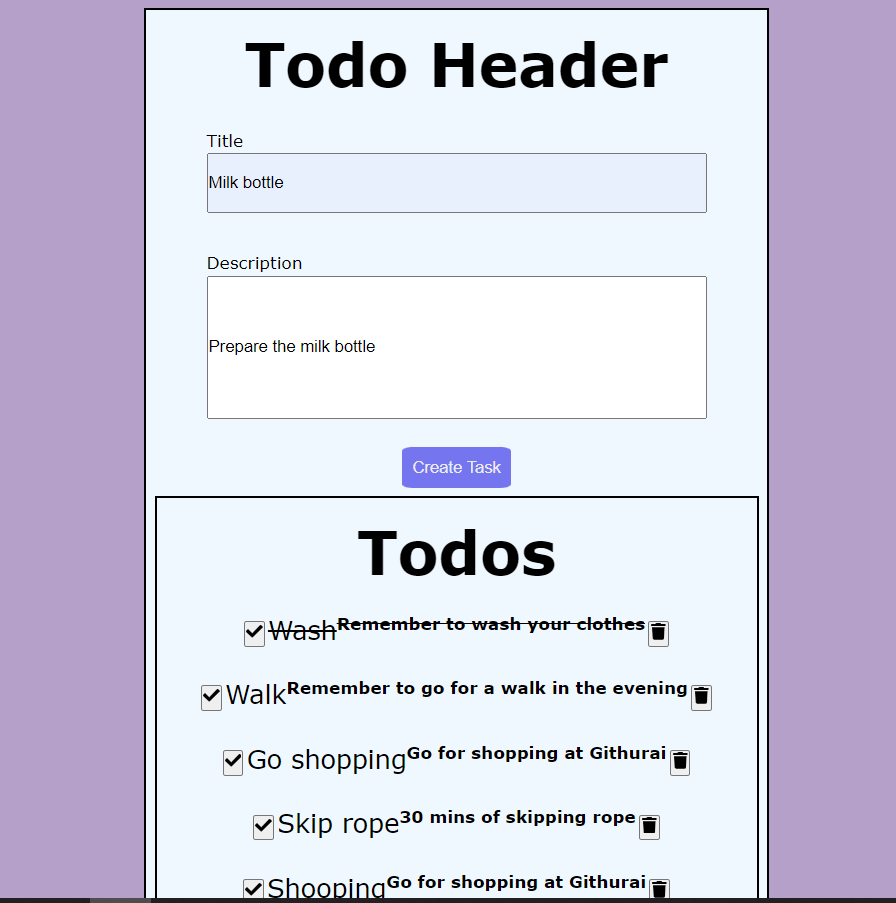 Todo Header
Title
Milk bottle
Description
Prepare the milk bottle
Create Task
Todos
Wash Remember to wash your clothes
Walk Remember to go for a walk in the evening
Go shopping Go for shopping at Githurai
Skip rope 30 mins of skipping rope
Shooping Go for shopping at Githurai